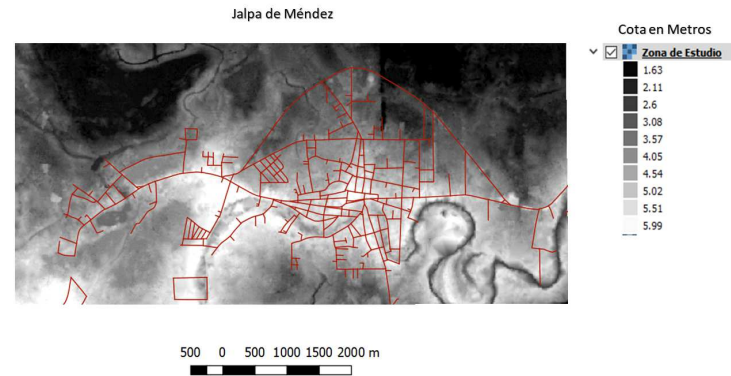 Jalpa de Méndez
Cota en Metros
Zona de Estudio
1.63
2.11
2.6
3.08
3.57
4.05
4.54
5.02
5.51
5.99
500 0 500 1000 1500 2000 m